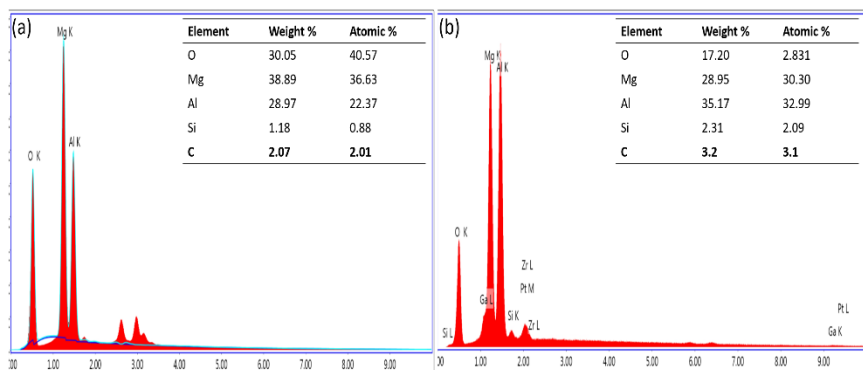 (a)
Mg K
Al K
O K
Element Weight % Atomic %
O 30.05 40.57
Mg 38.89 36.63
Al 28.97 22.37
Si 1.18 0.88
C 2.07 2.01
:00 1.00 2.00 3.00 4.00 5.00 6.00 7.00 8.00 9.00
(b)
Mg K
Al K
O K
Ga L
Si K
Si L
Zr L
Pt M
Zr L
Pt L
Ga K
Element Weight % Atomic %
O 17.20 2.831
Mg 28.95 30.30
Al 35.17 32.99
Si 2.31 2.09
C 3.2 3.1
1.00 2.00 3.00 4.00 5.00 6.00 7.00 8.00 9.00